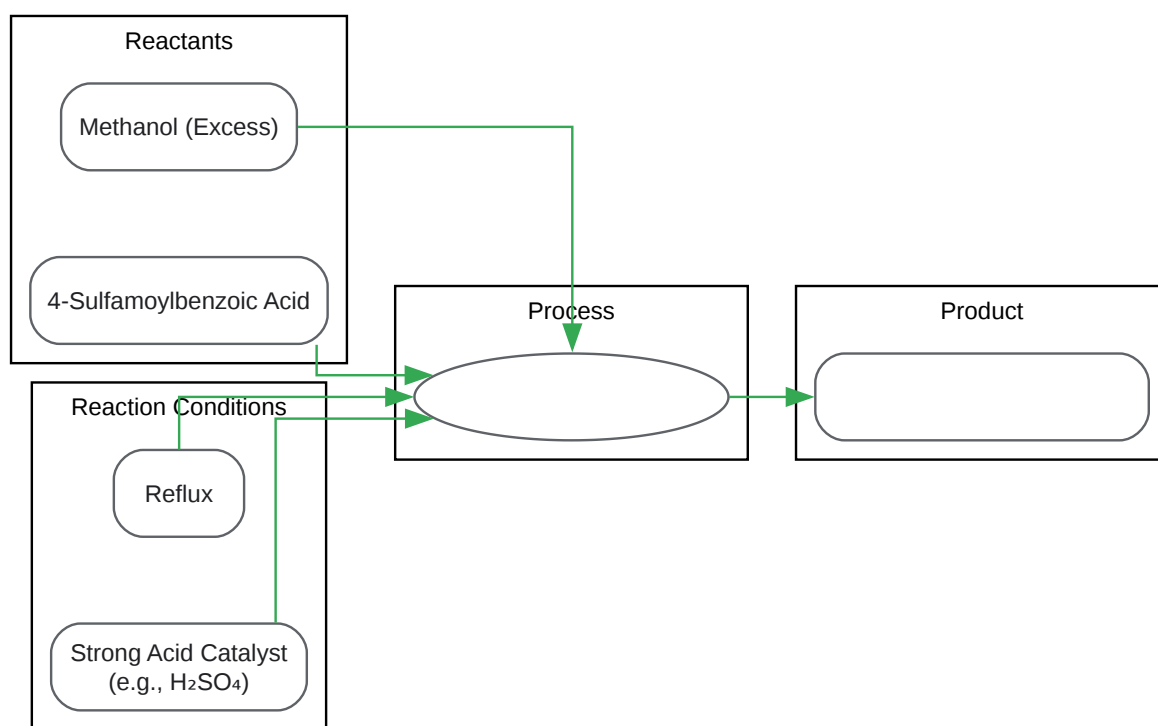 Reactants
Methanol (Excess)
4-Sulfamoylbenzoic Acid
Reaction Conditions
Reflux
Strong Acid Catalyst
(e.g., H₂SO₄)
Process
Product